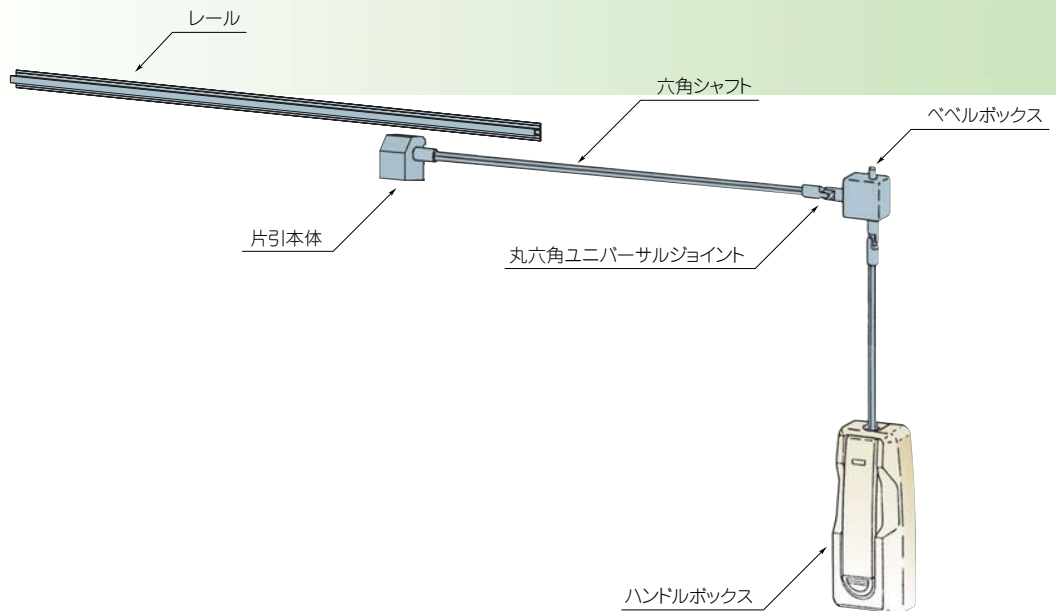 レール
六角シャフト
ベベルボックス
片引本体
丸六角ユニバーサルジョイント
ハンドルボックス